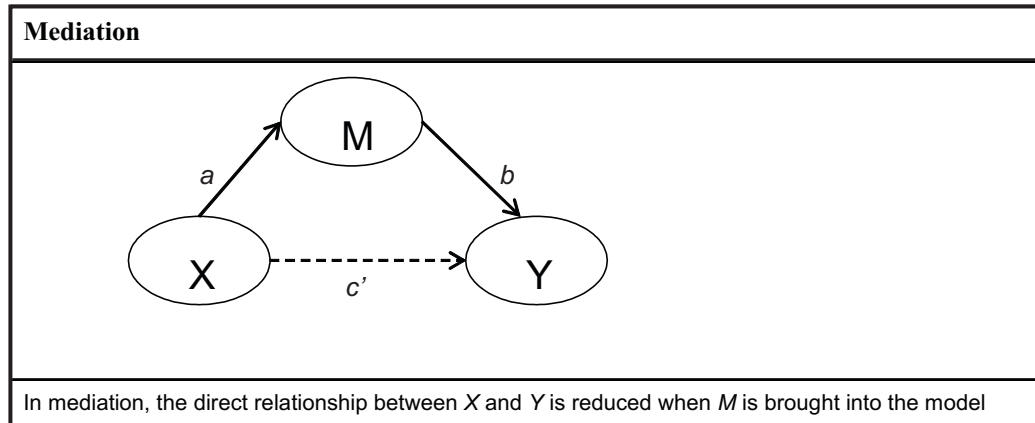 Mediation
M
a
b
X
Y
c’
In mediation, the direct relationship between X and Y is reduced when M is brought into the model